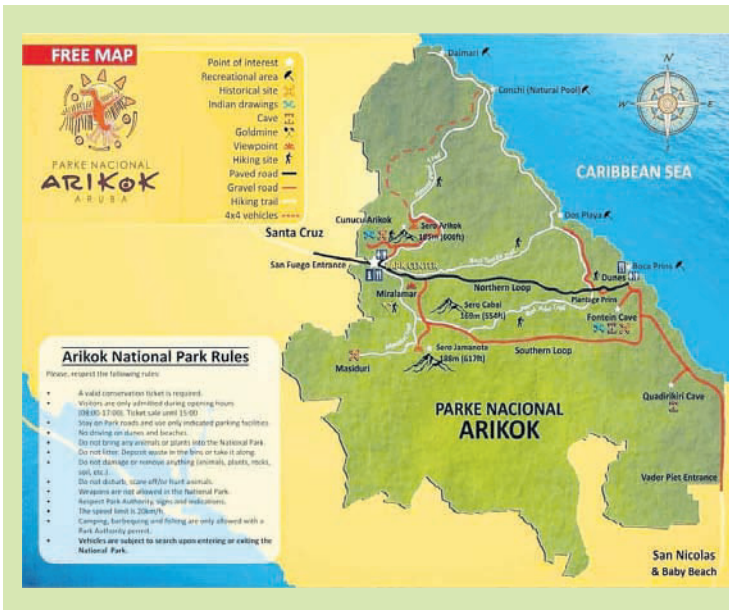 FREE MAP
PARKE NACIONAL
ARIKOK
ARUBA
Point of interest
Recreational area
Historical site
Indian drawings
Cave
Goldmine
Viewpoint
Hiking site
Paved road
Gravel road
Hiking trail
4x4 vehicles
Daimari
Conchi (Natural Pool)
N
W
E
S
CARIBBEAN SEA
Dos Playa
Boca Prins
Dunes
Cunucu Arikok
Sero Arikok
185m (606ft)
Santa Cruz
San Fuego Entrance
PARK CENTER
Northern Loop
Plantage Prins
Miralamar
Sero Cabai
169m (554ft)
Fontein Cave
Southern Loop
Sero Jamanota
188m (617ft)
Masiduri
Quadirikiri Cave
PARKE NACIONAL
ARIKOK
Vader Piet Entrance
San Nicolas
& Baby Beach
Arikok National Park Rules
Please, respect the following rules:
• A valid conservation ticket is required.
• Visitors are only admitted during opening hours
(08:00-17:00). Ticket sale until 15:00
• Stay on Park roads and use only indicated parking facilities
• No driving on dunes and beaches.
• Do not bring any animals or plants into the National Park.
• Do not litter. Deposit waste in the bins or take it along.
• Do not damage or remove anything (animals, plants, rocks,
soil, etc.)
• Do not disturb, scare off/or hunt animals.
• Weapons are not allowed in the National Park.
• Respect Park Authority, signs and indications.
• The speed limit is 20km/h.
• Camping, barbequing and fishing are only allowed with a
Park Authority permit.
• Vehicles are subject to search upon entering or exiting the
National Park.